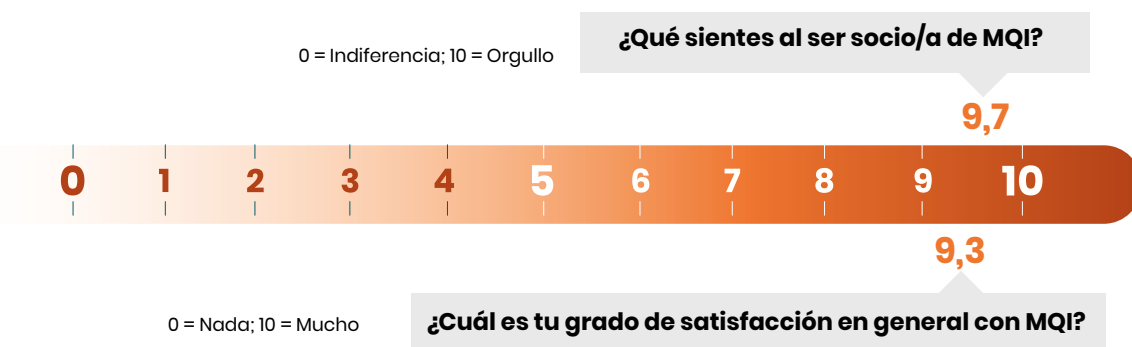 ¿Qué sientes al ser socio/a de MQI?
0 = Indiferencia; 10 = Orgullo
9,7
0 1 2 3 4 5 6 7 8 9 10
9,3
0 = Nada; 10 = Mucho
¿Cuál es tu grado de satisfacción en general con MQI?